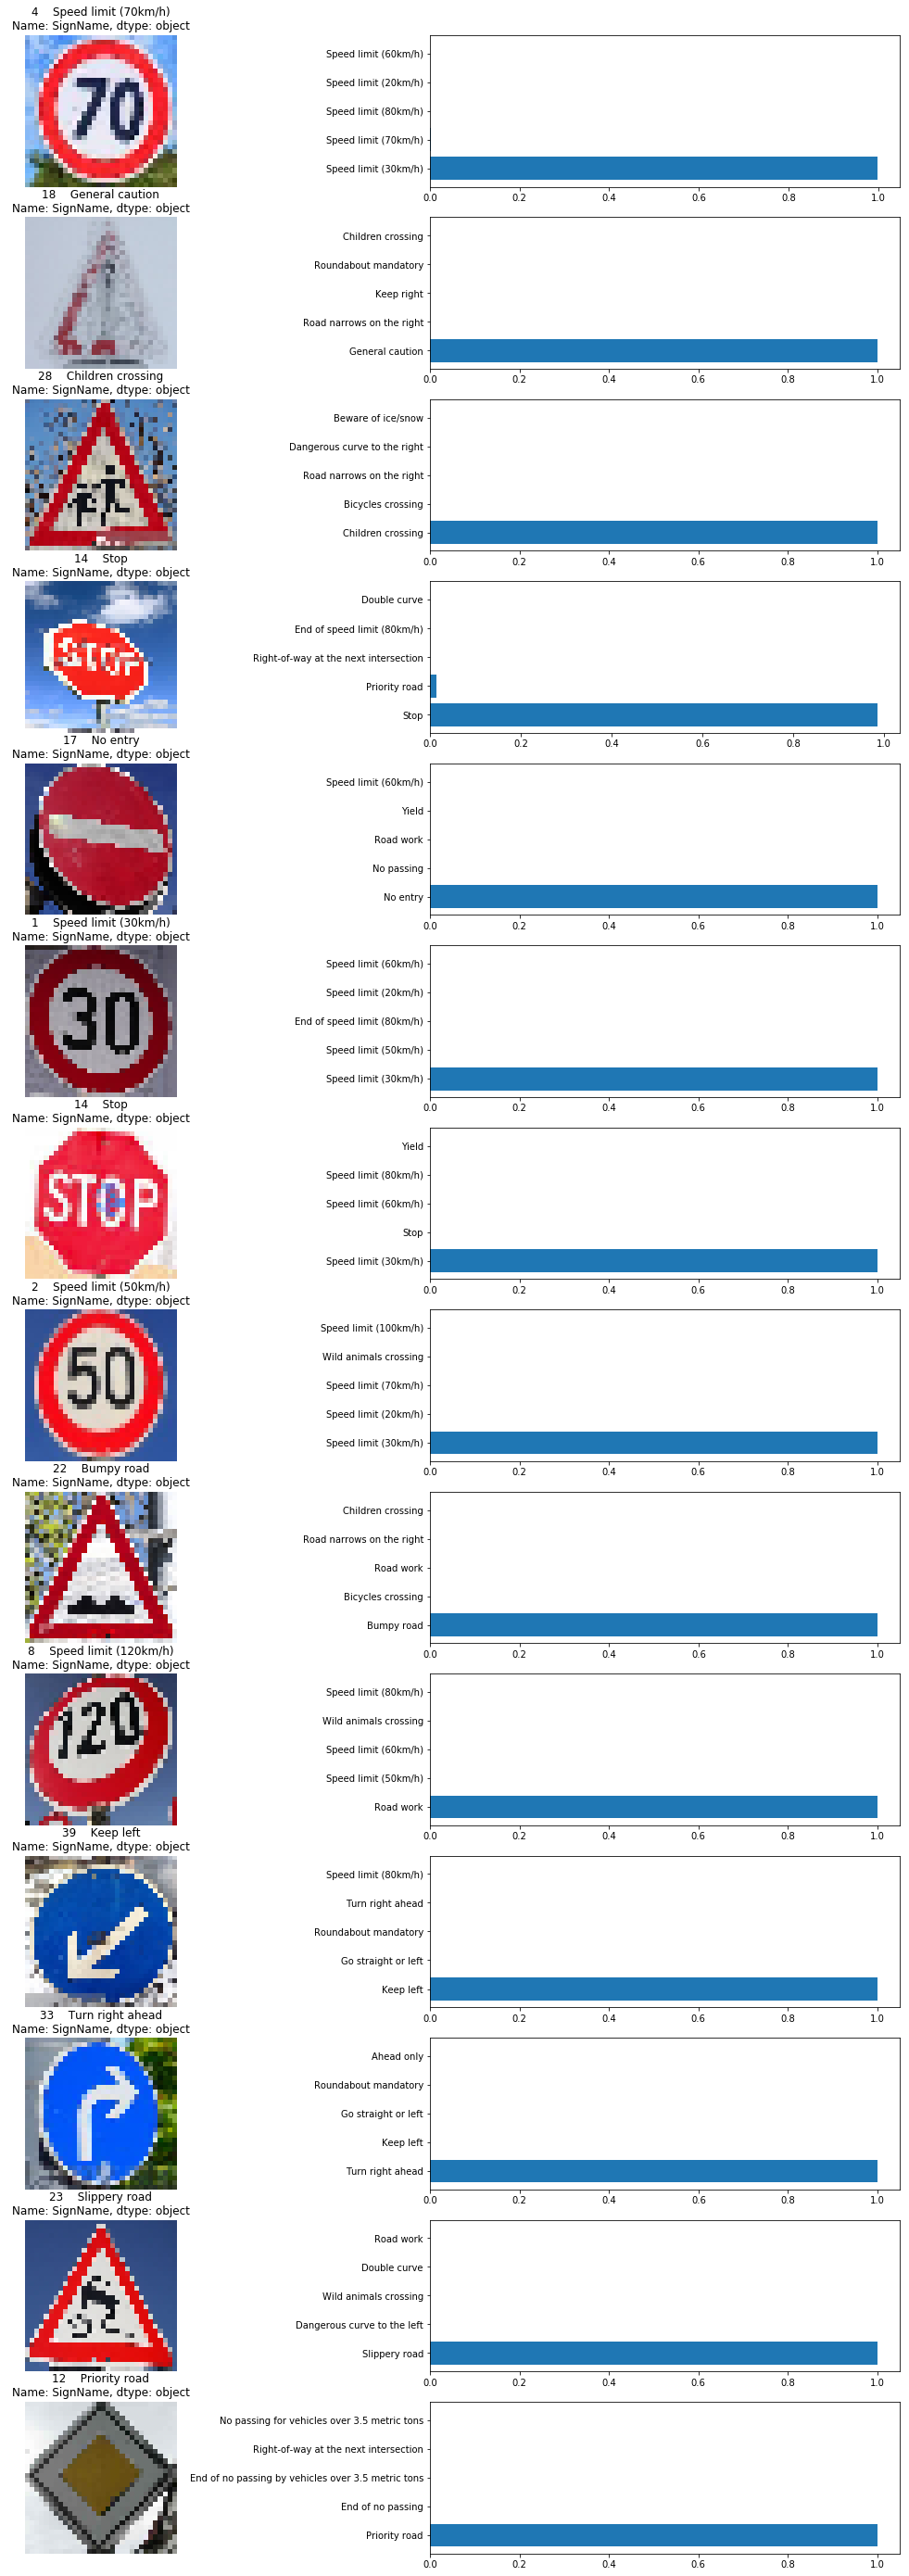 4    Speed limit (70km/h)
Name: SignName, dtype: object
70
Speed limit (60km/h)
Speed limit (20km/h)
Speed limit (80km/h)
Speed limit (70km/h)
Speed limit (30km/h)
0.0 0.2 0.4 0.6 0.8 1.0
18    General caution
Name: SignName, dtype: object
Children crossing
Roundabout mandatory
Keep right
Road narrows on the right
General caution
0.0 0.2 0.4 0.6 0.8 1.0
28    Children crossing
Name: SignName, dtype: object
Beware of ice/snow
Dangerous curve to the right
Road narrows on the right
Bicycles crossing
Children crossing
0.0 0.2 0.4 0.6 0.8 1.0
14    Stop
Name: SignName, dtype: object
STOP
Double curve
End of speed limit (80km/h)
Right-of-way at the next intersection
Priority road
Stop
0.0 0.2 0.4 0.6 0.8 1.0
17    No entry
Name: SignName, dtype: object
Speed limit (60km/h)
Yield
Road work
No passing
No entry
0.0 0.2 0.4 0.6 0.8 1.0
1    Speed limit (30km/h)
Name: SignName, dtype: object
30
Speed limit (60km/h)
Speed limit (20km/h)
End of speed limit (80km/h)
Speed limit (50km/h)
Speed limit (30km/h)
0.0 0.2 0.4 0.6 0.8 1.0
14    Stop
Name: SignName, dtype: object
STOP
Yield
Speed limit (80km/h)
Speed limit (60km/h)
Stop
Speed limit (30km/h)
0.0 0.2 0.4 0.6 0.8 1.0
2    Speed limit (50km/h)
Name: SignName, dtype: object
50
Speed limit (100km/h)
Wild animals crossing
Speed limit (70km/h)
Speed limit (20km/h)
Speed limit (30km/h)
0.0 0.2 0.4 0.6 0.8 1.0
22    Bumpy road
Name: SignName, dtype: object
Children crossing
Road narrows on the right
Road work
Bicycles crossing
Bumpy road
0.0 0.2 0.4 0.6 0.8 1.0
8    Speed limit (120km/h)
Name: SignName, dtype: object
120
Speed limit (80km/h)
Wild animals crossing
Speed limit (60km/h)
Speed limit (50km/h)
Road work
0.0 0.2 0.4 0.6 0.8 1.0
39    Keep left
Name: SignName, dtype: object
Speed limit (80km/h)
Turn right ahead
Roundabout mandatory
Go straight or left
Keep left
0.0 0.2 0.4 0.6 0.8 1.0
33    Turn right ahead
Name: SignName, dtype: object
Ahead only
Roundabout mandatory
Go straight or left
Keep left
Turn right ahead
0.0 0.2 0.4 0.6 0.8 1.0
23    Slippery road
Name: SignName, dtype: object
Road work
Double curve
Wild animals crossing
Dangerous curve to the left
Slippery road
0.0 0.2 0.4 0.6 0.8 1.0
12    Priority road
Name: SignName, dtype: object
No passing for vehicles over 3.5 metric tons
Right-of-way at the next intersection
End of no passing by vehicles over 3.5 metric tons
End of no passing
Priority road
0.0 0.2 0.4 0.6 0.8 1.0